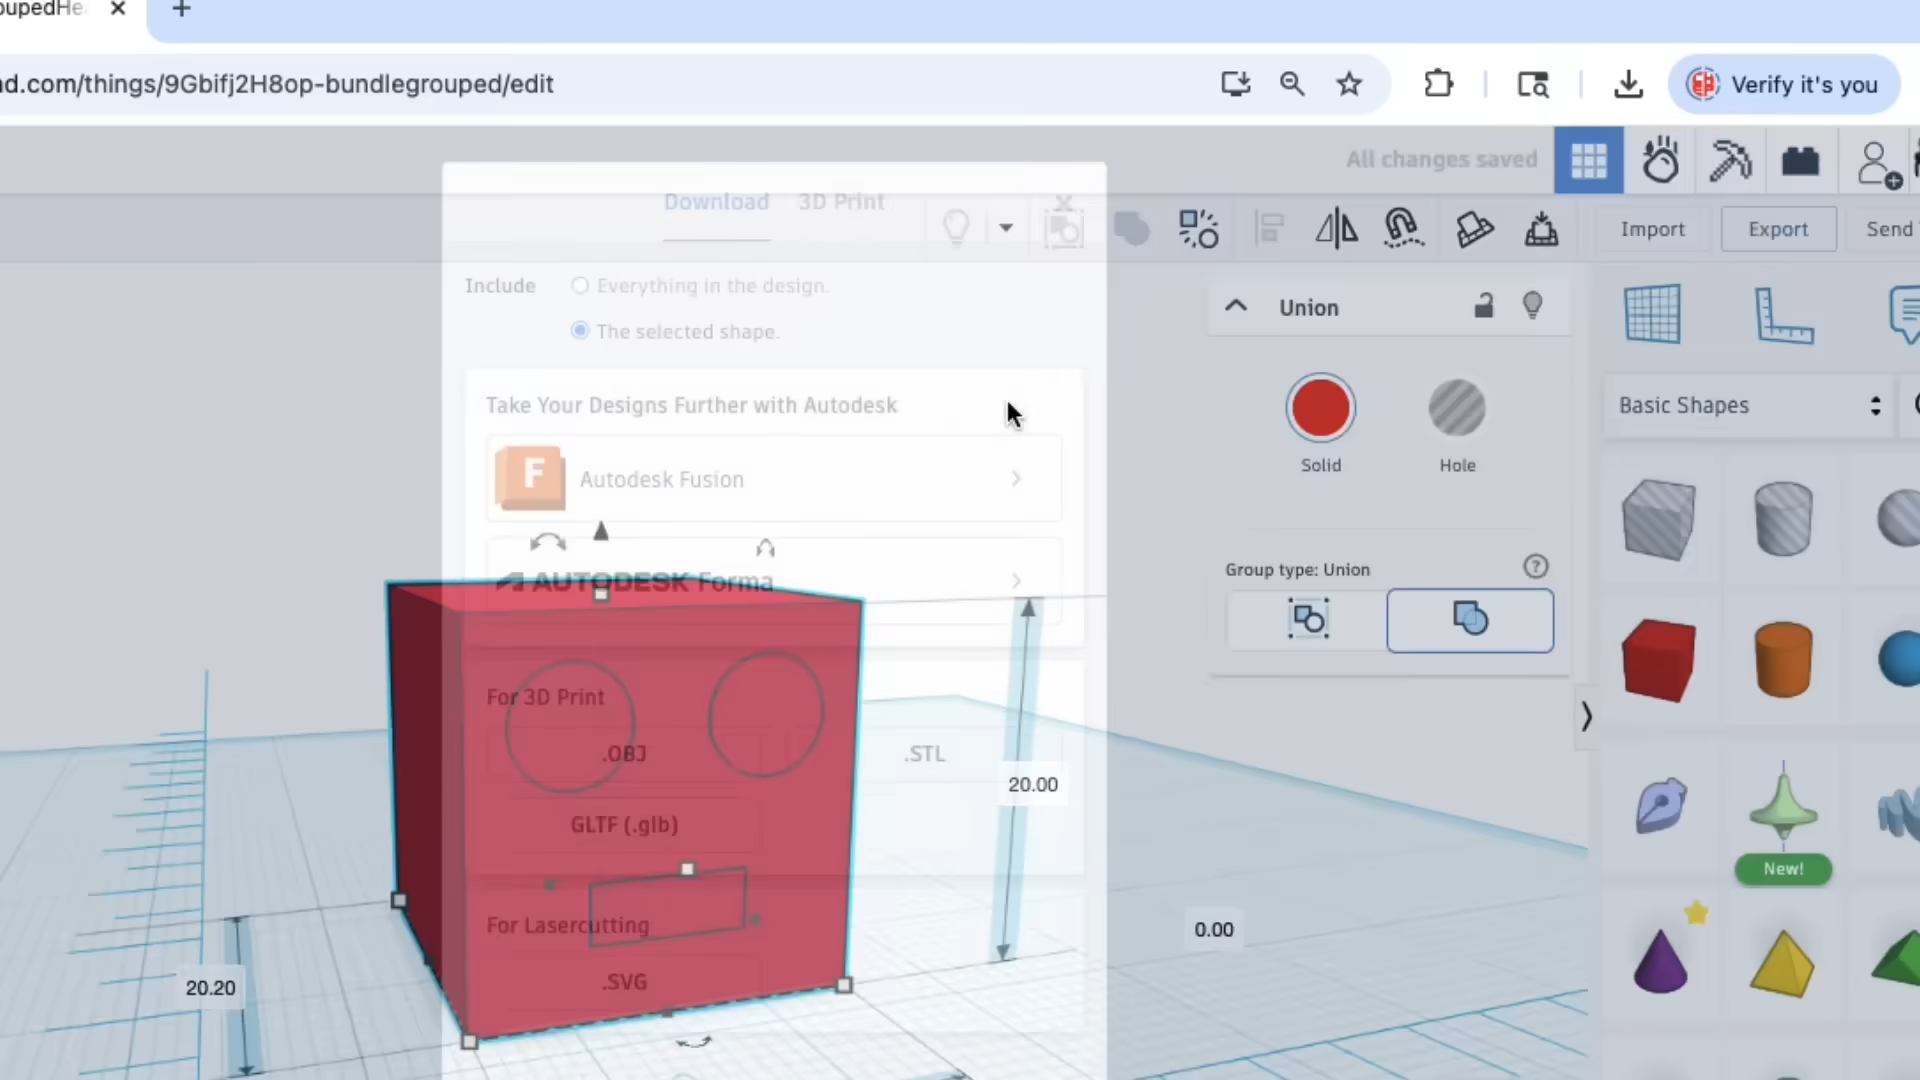 oupedHe
nd.com/things/9Gbifj2H8op-bundlegrouped/edit
Verify it's you
All changes saved
Download
3D Print
Import
Export
Send
Include
Everything in the design.
The selected shape.
Union
Take Your Designs Further with Autodesk
F
Autodesk Fusion
AUTODESK Forma
Solid
Hole
Basic Shapes
Group type: Union
?
For 3D Print
.OBJ
.STL
20.00
GLTF (.glb)
New!
For Lasercutting
0.00
.SVG
20.20